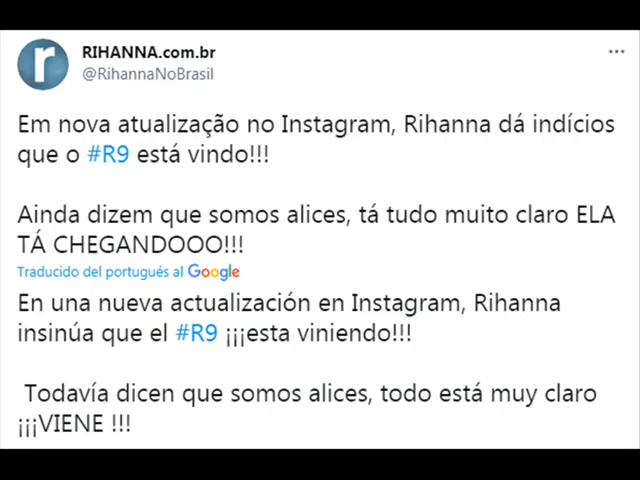 RIHANNA.com.br
@RihannaNoBrasil
Em nova atualização no Instagram, Rihanna dá indícios
que o #R9 está vindo!!!
Ainda dizem que somos alices, tá tudo muito claro ELA
TÁ CHEGANDOOO!!!
Traducido del portugués al Google
En una nueva actualización en Instagram, Rihanna
insinúa que el #R9 ¡¡¡esta viniendo!!!
Todavía dicen que somos alices, todo está muy claro
¡¡¡VIENE !!!